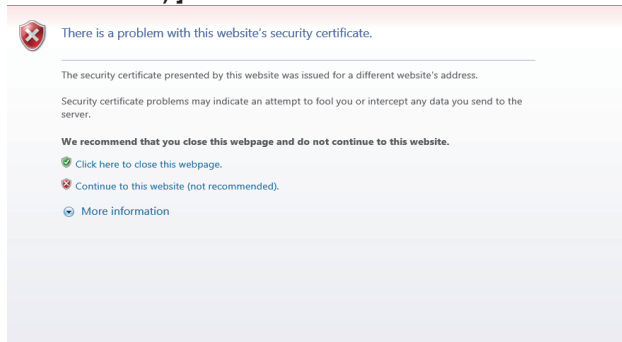 There is a problem with this website's security certificate.
The security certificate presented by this website was issued for a different website's address.
Security certificate problems may indicate an attempt to fool you or intercept any data you send to the
server.
We recommend that you close this webpage and do not continue to this website.
Click here to close this webpage.
Continue to this website (not recommended).
More information